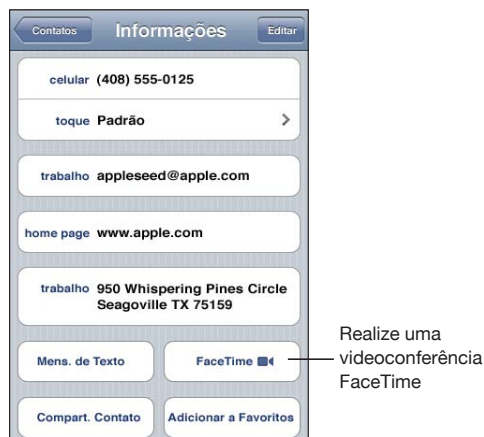 Contatos Informações Editar
celular (408) 555-0125
toque Padrão
trabalho appleseed@apple.com
home page www.apple.com
trabalho 950 Whispering Pines Circle
Seagoville TX 75159
Mens. de Texto FaceTime
Compart. Contato Adicionar a Favoritos
Realize uma
videoconferência
FaceTime